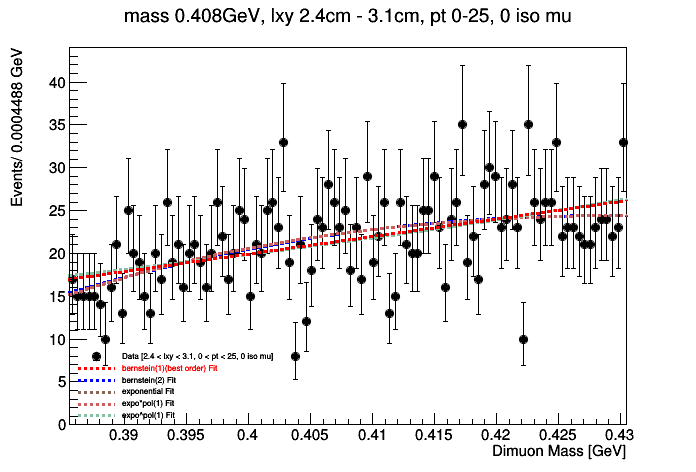 mass 0.408GeV, lxy 2.4cm - 3.1cm, pt 0-25, 0 iso mu
Events/ 0.0004488 GeV
40
35
30
25
20
15
10
5
0
Data [2.4 < lxy < 3.1, 0 < pt < 25, 0 iso mu]
bernstein(1)(best order) Fit
bernstein(2) Fit
exponential Fit
expo*pol(1) Fit
expo^pol(1) Fit
0.39 0.395 0.4 0.405 0.41 0.415 0.42 0.425 0.43
Dimuon Mass [GeV]